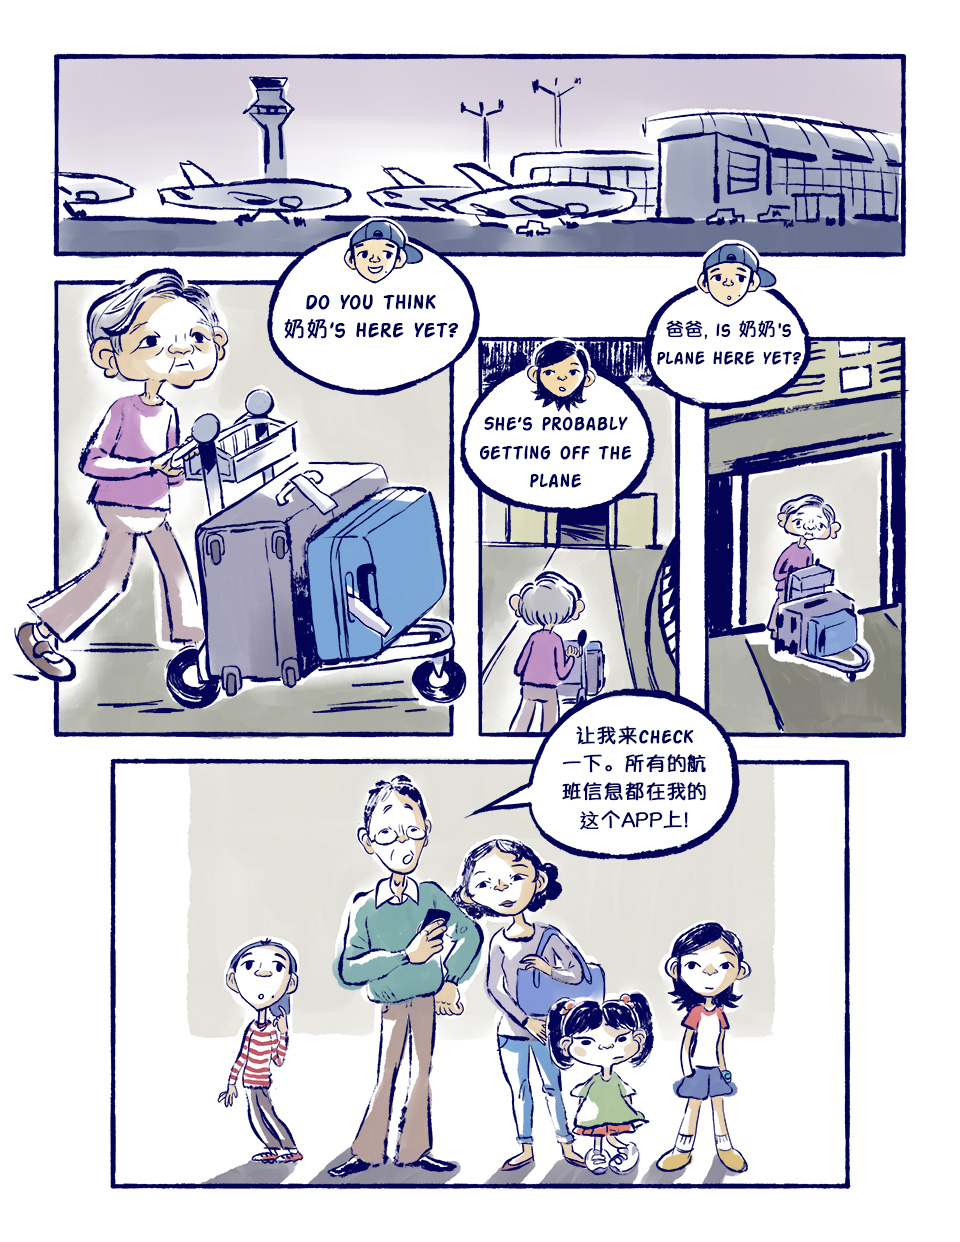 DO YOU THINK
奶奶'S HERE YET?
SHE'S PROBABLY
GETTING OFF THE
PLANE
爸爸, IS 奶奶'S
PLANE HERE YET?
让我来CHECK
一下。所有的航
班信息都在我的
这个APP上!